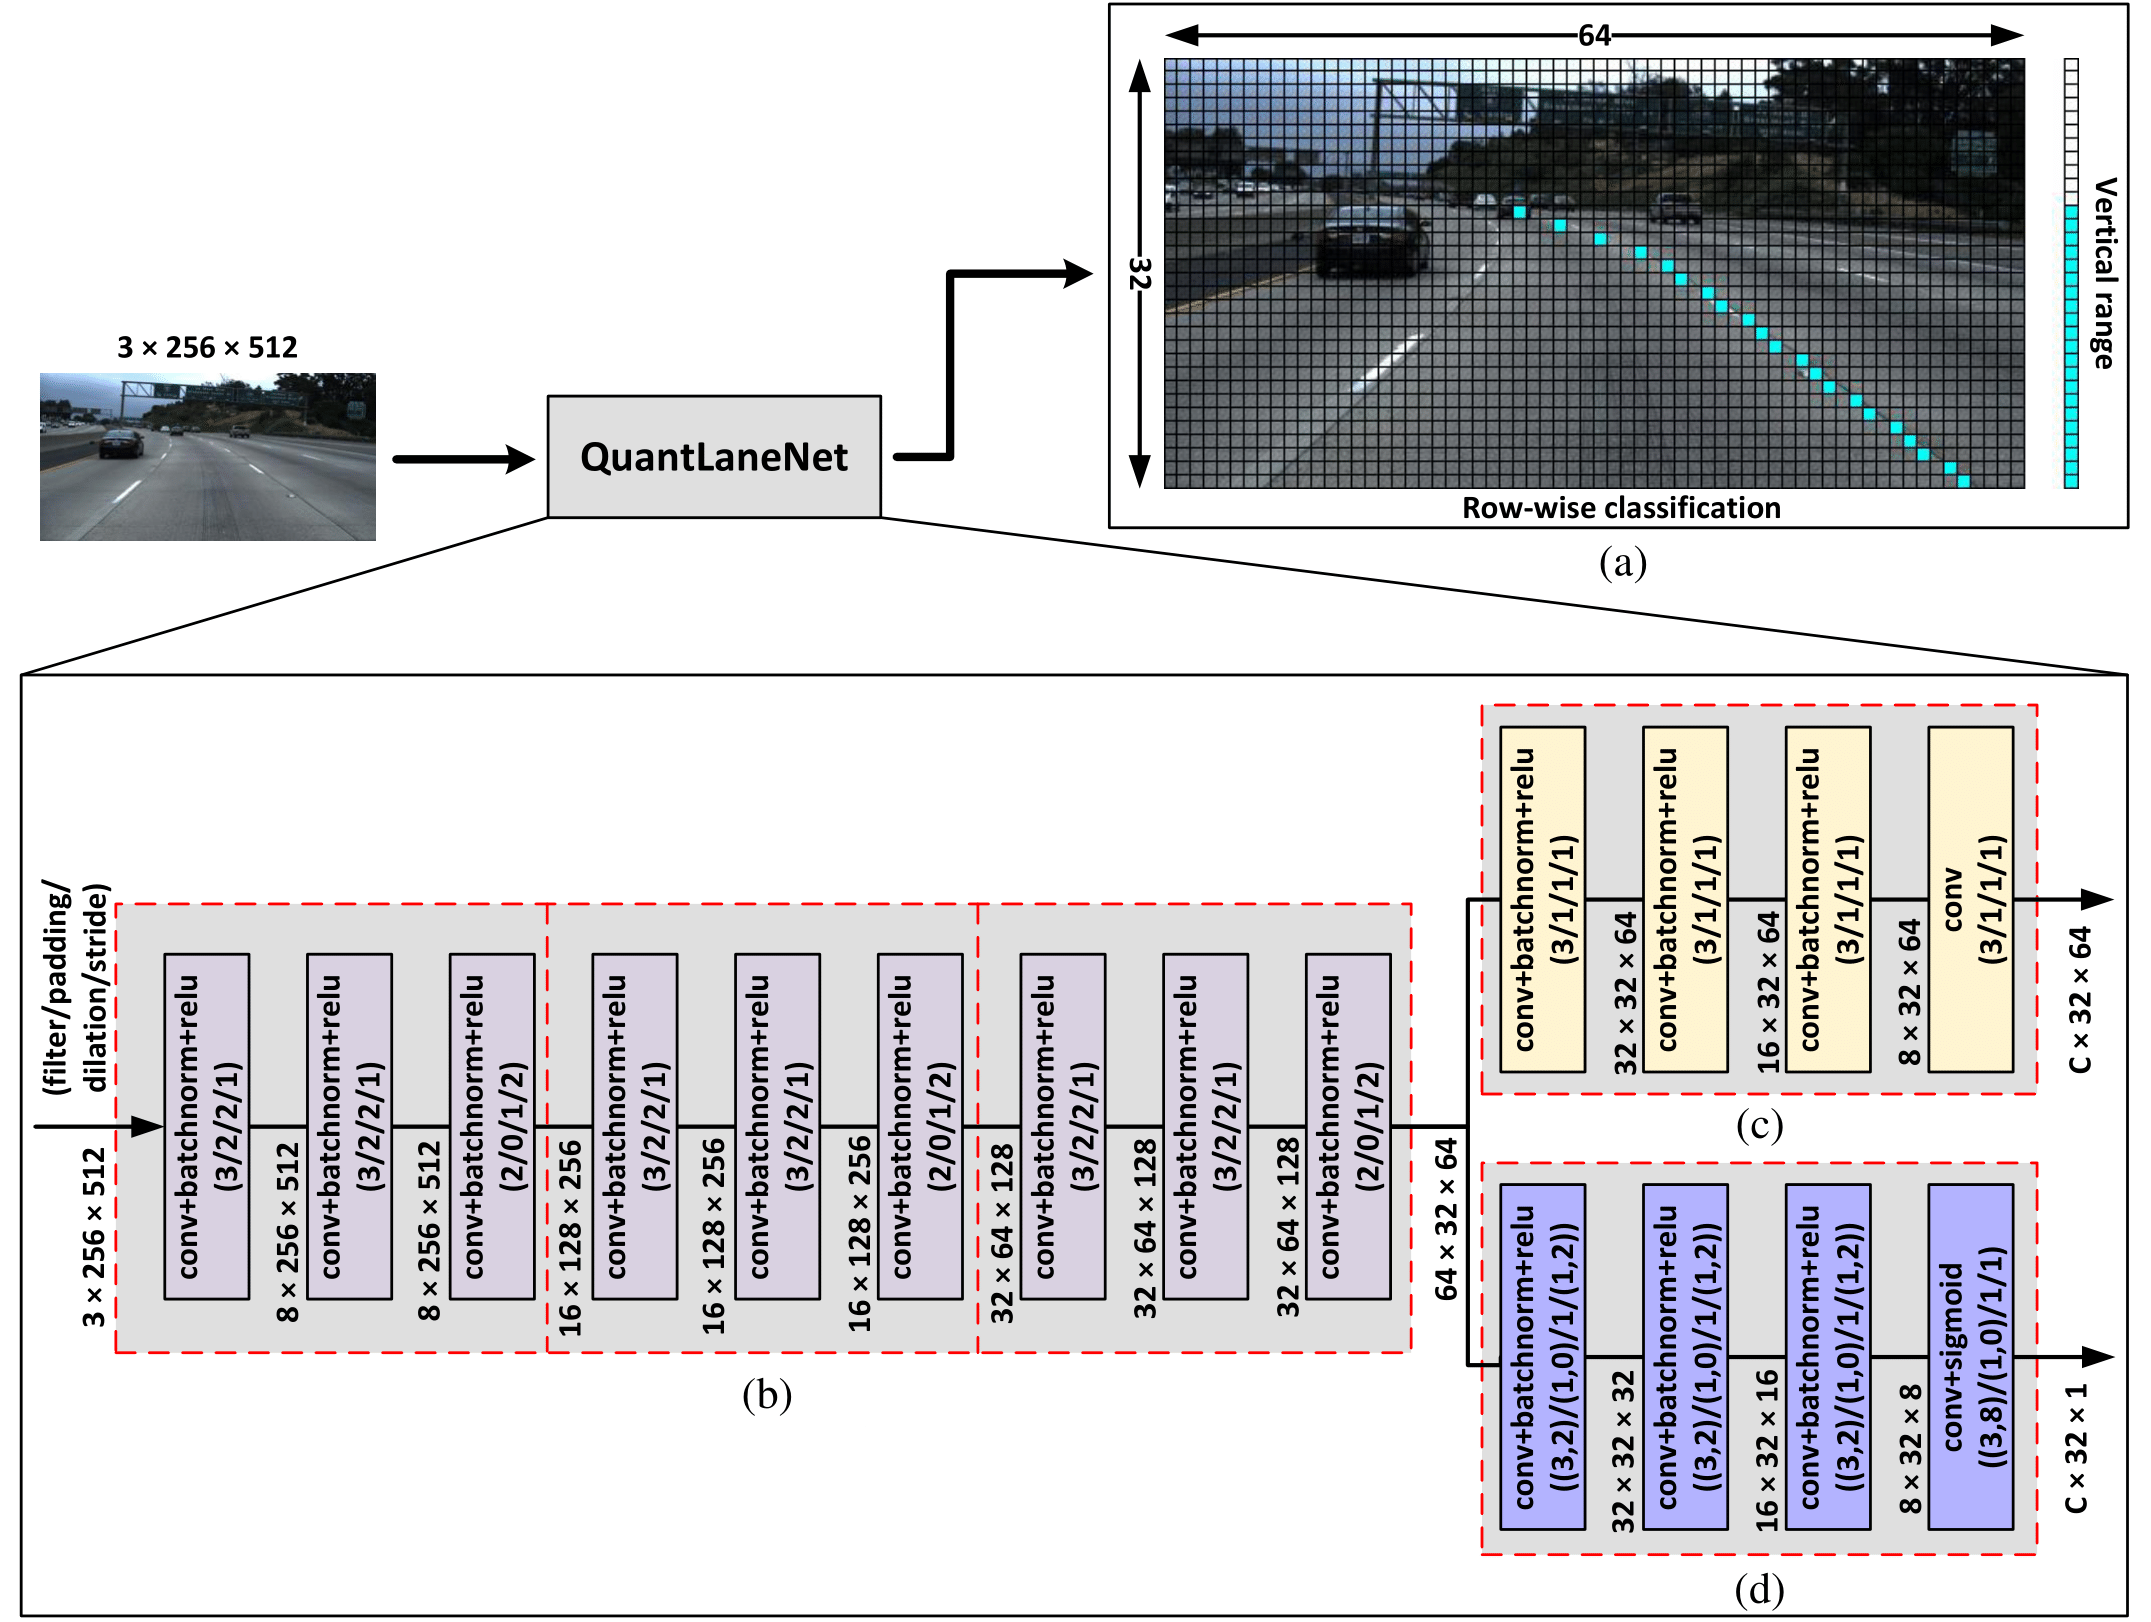 64
32
Vertical range
Row-wise classification
(a)
3 × 256 × 512
QuantLaneNet
(filter/padding/
dilation/stride)
3 × 256 × 512
conv+batchnorm+relu
(3/2/2/1)
8 × 256 × 512
conv+batchnorm+relu
(3/2/2/1)
8 × 256 × 512
conv+batchnorm+relu
(2/0/1/2)
16 × 128 × 256
conv+batchnorm+relu
(3/2/2/1)
16 × 128 × 256
conv+batchnorm+relu
(3/2/2/1)
16 × 128 × 256
conv+batchnorm+relu
(2/0/1/2)
32 × 64 × 128
conv+batchnorm+relu
(3/2/2/1)
32 × 64 × 128
conv+batchnorm+relu
(3/2/2/1)
32 × 64 × 128
conv+batchnorm+relu
(2/0/1/2)
64 × 32 × 64
(b)
conv+batchnorm+relu
(3/1/1/1)
32 × 32 × 64
conv+batchnorm+relu
(3/1/1/1)
16 × 32 × 64
conv+batchnorm+relu
(3/1/1/1)
8 × 32 × 64
conv
(3/1/1/1)
C × 32 × 64
(c)
conv+batchnorm+relu
((3,2)/(1,0)/1/(1,2))
32 × 32 × 32
conv+batchnorm+relu
((3,2)/(1,0)/1/(1,2))
16 × 32 × 16
conv+batchnorm+relu
((3,2)/(1,0)/1/(1,2))
8 × 32 × 8
conv+sigmoid
((3,8)/(1,0)/1/1)
C × 32 × 1
(d)